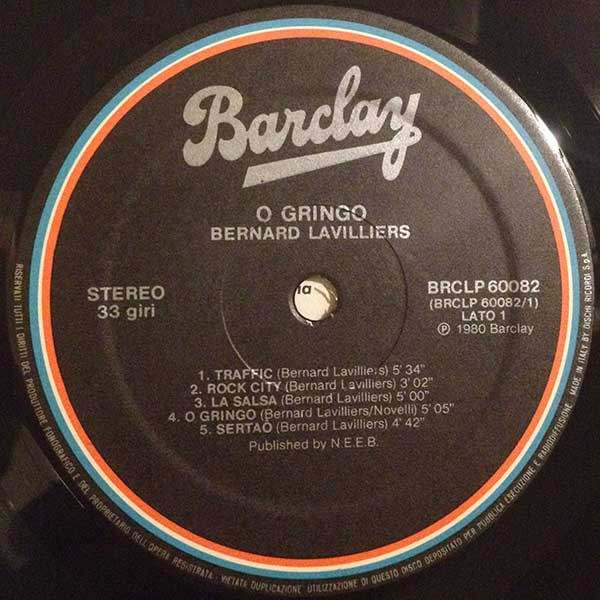 Barclay
O GRINGO
BERNARD LAVILLIERS
STEREO
33 giri
BRCLP 60082
(BRCLP 60082/1)
LATO 1
Ⓟ 1980 Barclay
1. TRAFFIC (Bernard Lavilliers) 5' 34"
2. ROCK CITY (Bernard Lavilliers) 3' 02"
3. LA SALSA (Bernard Lavilliers) 5' 00"
4. O GRINGO (Bernard Lavilliers/Novelli) 5' 05"
5. SERTAÕ (Bernard Lavilliers) 4' 42"
Published by N.E.E.B.
RISERVATI TUTTI I DIRITTI DEL PRODUTTORE FONOGRAFICO E DEL PROPRIETARIO DELL'OPERA REGISTRATA - VIETATA DUPLICAZIONE UTILIZZAZIONE DI QUESTO DISCO DEPOSITATO PER PUBBLICA ESECUZIONE E RADIODIFFUSIONE. MADE IN ITALY BY DISCHI RICORDI S.p.A.